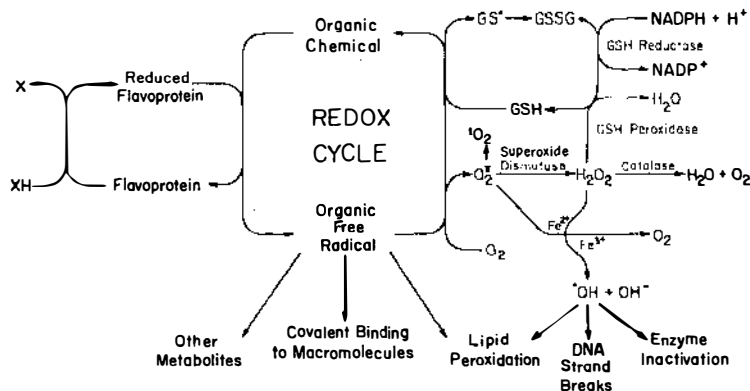 Organic
Chemical
GS• → GSSG
NADPH + H⁺
GSH Reductase
NADP⁺
X
Reduced
Flavoprotein
GSH
H₂O
GSH Peroxidase
REDOX
CYCLE
¹O₂
Superoxide
Dismutase
XH
Flavoprotein
O₂⁻
H₂O₂
Catalase
H₂O + O₂
Organic
Free
Radical
O₂
Fe²⁺
Fe³⁺
O₂
•OH + OH⁻
Other
Metabolites
Covalent Binding
to Macromolecules
Lipid
Peroxidation
DNA
Strand
Breaks
Enzyme
Inactivation